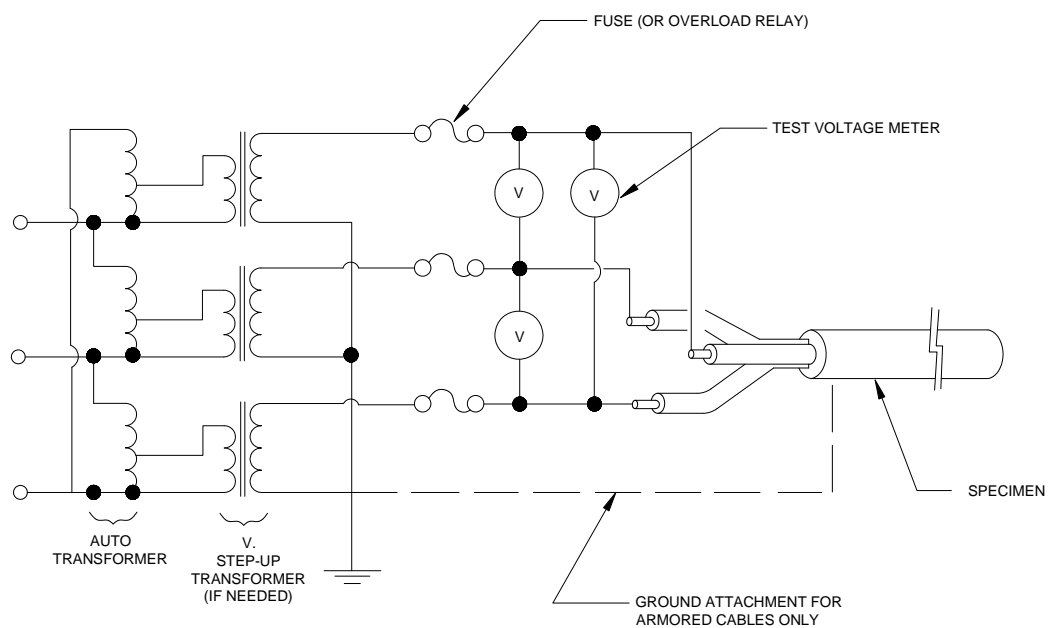 FUSE (OR OVERLOAD RELAY)
TEST VOLTAGE METER
V
V
V
SPECIMEN
AUTO
TRANSFORMER
V.
STEP-UP
TRANSFORMER
(IF NEEDED)
GROUND ATTACHMENT FOR
ARMORED CABLES ONLY